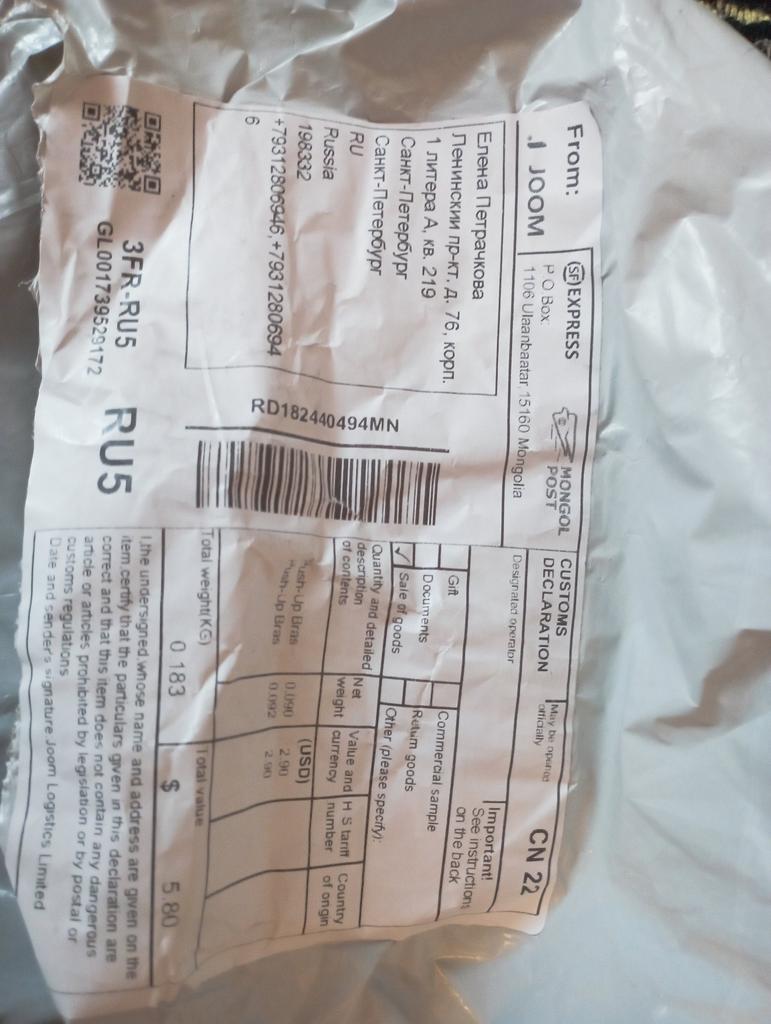 From:
JOOM
SF EXPRESS
P O Box:
1106 Ulaanbaatar 15160 Mongolia
MONGOL
POST
CUSTOMS
DECLARATION
May be opened
officially
CN 22
Designated operator
Important!
See instructions
on the back
Елена Петрачкова
Ленинский пр-кт. д. 76, корп.
1 литера А, кв. 219
Санкт-Петербург
Санкт-Петербург
RU
Russia
198332
+79312806946,+7931280694
6
RD182440494MN
Gift
Commercial sample
Documents
Return goods
✓ Sale of goods
Other (please specify):
Quantity and detailed
description
of contents
Net
weight
Value and
currency
(USD)
H S tariff
number
Country
of origin
Push-Up Bras 0.090 2.90
Push-Up Bras 0.092 2.90
Total weight(KG)
Total value
0 183
$ 5.80
I,the undersigned,whose name and address are given on the
item,certify that the particulars given in this declaration are
correct and that this item does not contain any dangerous
article or articles prohibited by legislation or by postal or
customs regulations
Date and sender's signature Joom Logistics Limited
3FR-RU5
GL001739529172
RU5